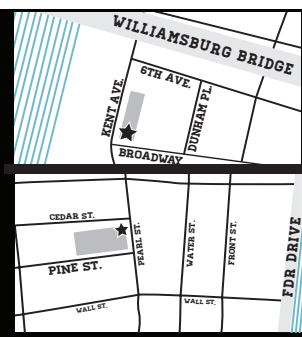 WILLIAMSBURG BRIDGE
6TH AVE.
KENT AVE.
DUNHAM PL.
BROADWAY
CEDAR ST.
PEARL ST.
WATER ST.
FRONT ST.
FDR DRIVE
PINE ST.
WALL ST.
WALL ST.